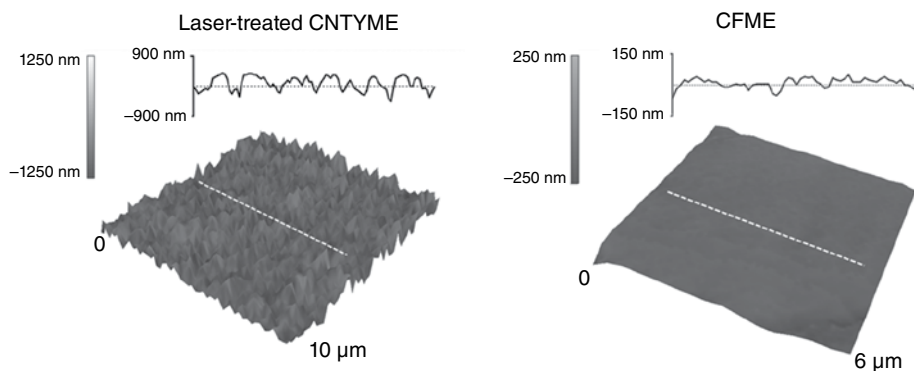 Laser-treated CNTYME
1250 nm
900 nm
−900 nm
−1250 nm
0
10 μm
CFME
250 nm
150 nm
−150 nm
−250 nm
0
6 μm